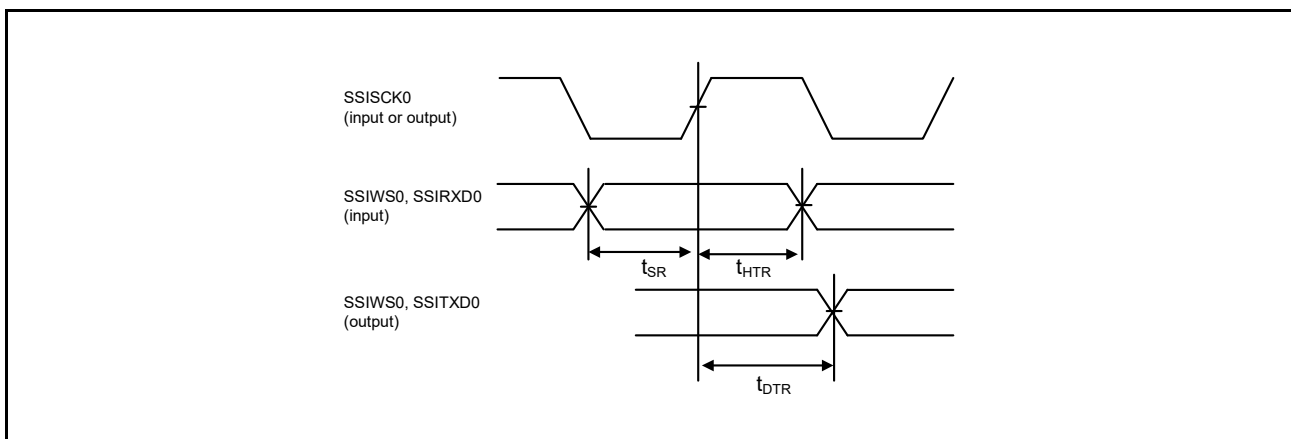 SSISCK0
(input or output)
SSIWS0, SSIRXD0
(input)
tSR
tHTR
SSIWS0, SSITXD0
(output)
tDTR